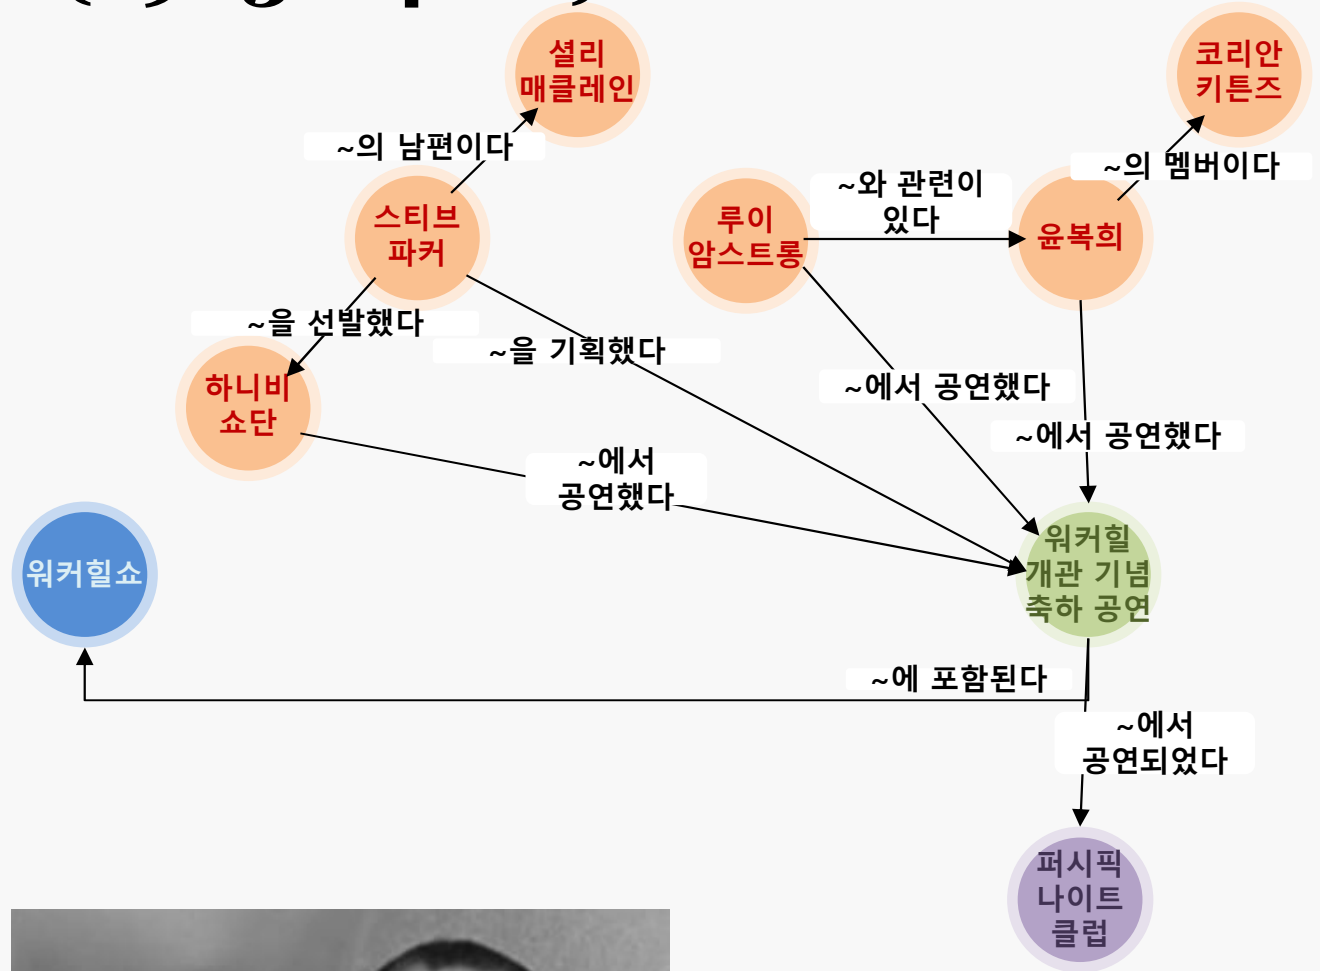 셜리
매클레인
코리안
키튼즈
~의 남편이다
~의 멤버이다
스티브
파커
루이
암스트롱
~와 관련이
있다
윤복희
~을 선발했다
~을 기획했다
하니비
쇼단
~에서 공연했다
~에서 공연했다
~에서
공연했다
워커힐쇼
워커힐
개관 기념
축하 공연
~에 포함된다
~에서
공연되었다
퍼시픽
나이트
클럽